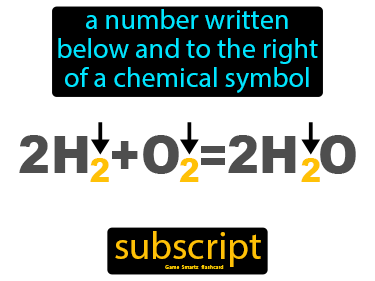 a number written
below and to the right
of a chemical symbol
2H₂+O₂=2H₂O
subscript
Game Smartz flashcard